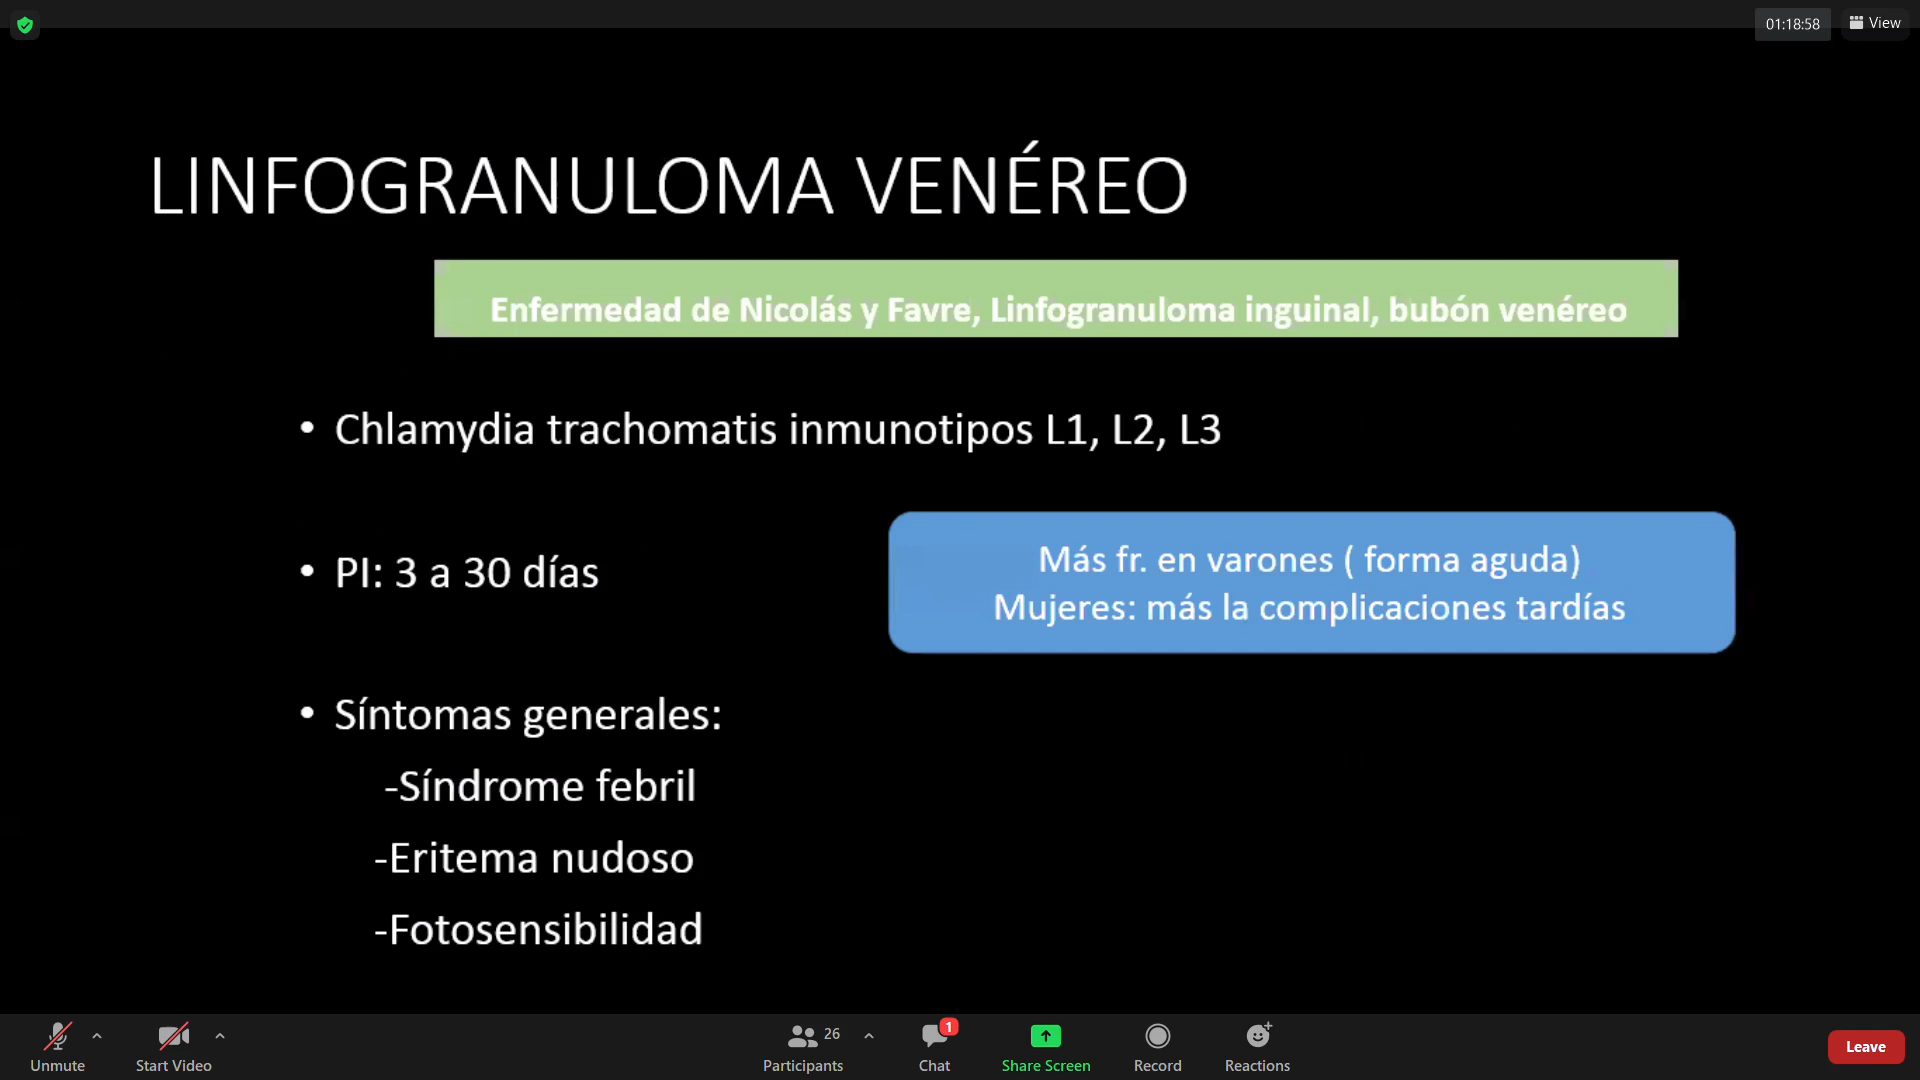 01:18:58
View
LINFOGRANULOMA VENÉREO
Enfermedad de Nicolás y Favre, Linfogranuloma inguinal, bubón venéreo
• Chlamydia trachomatis inmunotipos L1, L2, L3
• PI: 3 a 30 días
Más fr. en varones ( forma aguda)
Mujeres: más la complicaciones tardías
• Síntomas generales:
-Síndrome febril
-Eritema nudoso
-Fotosensibilidad
Unmute
Start Video
26
Participants
1
Chat
Share Screen
Record
Reactions
Leave